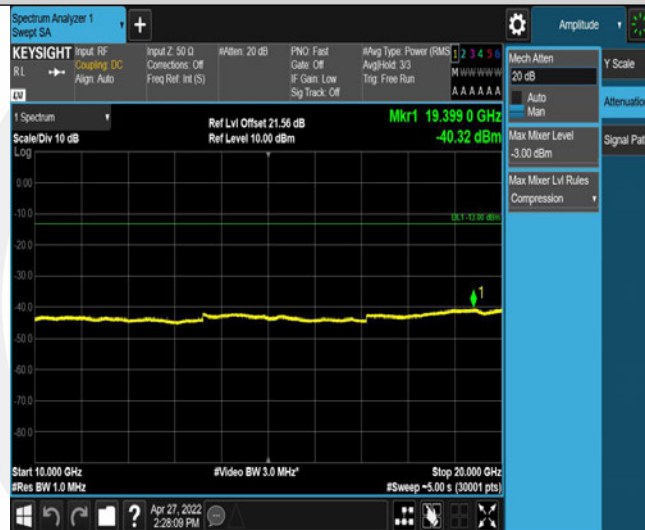 Spectrum Analyzer 1
Swept SA
+
Amplitude
KEYSIGHT
RL
Input: RF
Coupling: DC
Align: Auto
Input Z: 50 Ω
Corrections: Off
Freq Ref: Int (S)
#Atten: 20 dB
PNO: Fast
Gate: Off
IF Gain: Low
Sig Track: Off
#Avg Type: Power (RMS
Avg|Hold: 3/3
Trig: Free Run
1 2 3 4 5 6
M W W W W W
A A A A A A
LXI
1 Spectrum
Scale/Div 10 dB
Log
Ref Lvl Offset 21.56 dB
Ref Level 10.00 dBm
Mkr1 19.399 0 GHz
-40.32 dBm
0.00
-10.0
-20.0
-30.0
-40.0
-50.0
-60.0
-70.0
-80.0
DL1 -13.00 dBm
1
Start 10.000 GHz
#Res BW 1.0 MHz
#Video BW 3.0 MHz*
Stop 20.000 GHz
#Sweep ~5.00 s (30001 pts)
?
Apr 27, 2022
2:28:09 PM
Mech Atten
20 dB
Auto
Man
Max Mixer Level
-3.00 dBm
Max Mixer Lvl Rules
Compression
Y Scale
Attenuation
Signal Pat